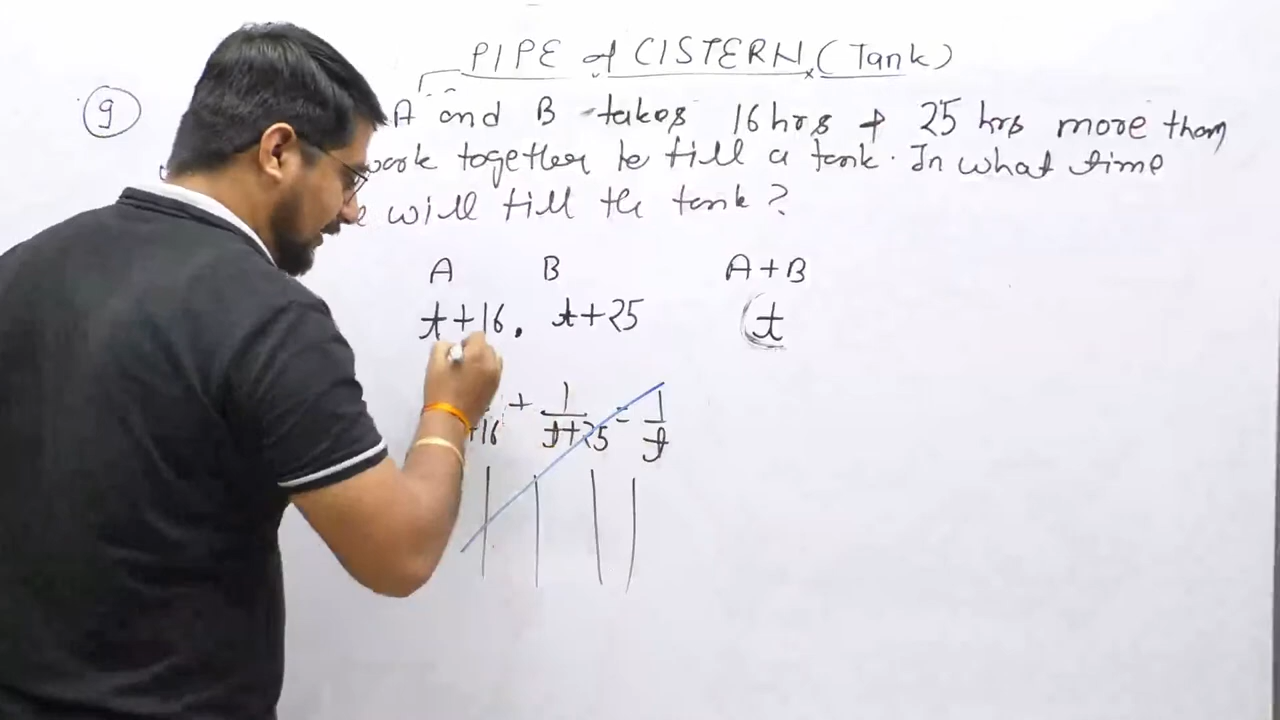 PIPE & CISTERN (Tank)
9 A and B takes 16 hrs & 25 hrs more than
work together to fill a tank. In what time
will fill the tank?
A B A+B
t+16, t+25 t
+16 + 1/t+25 = 1/t